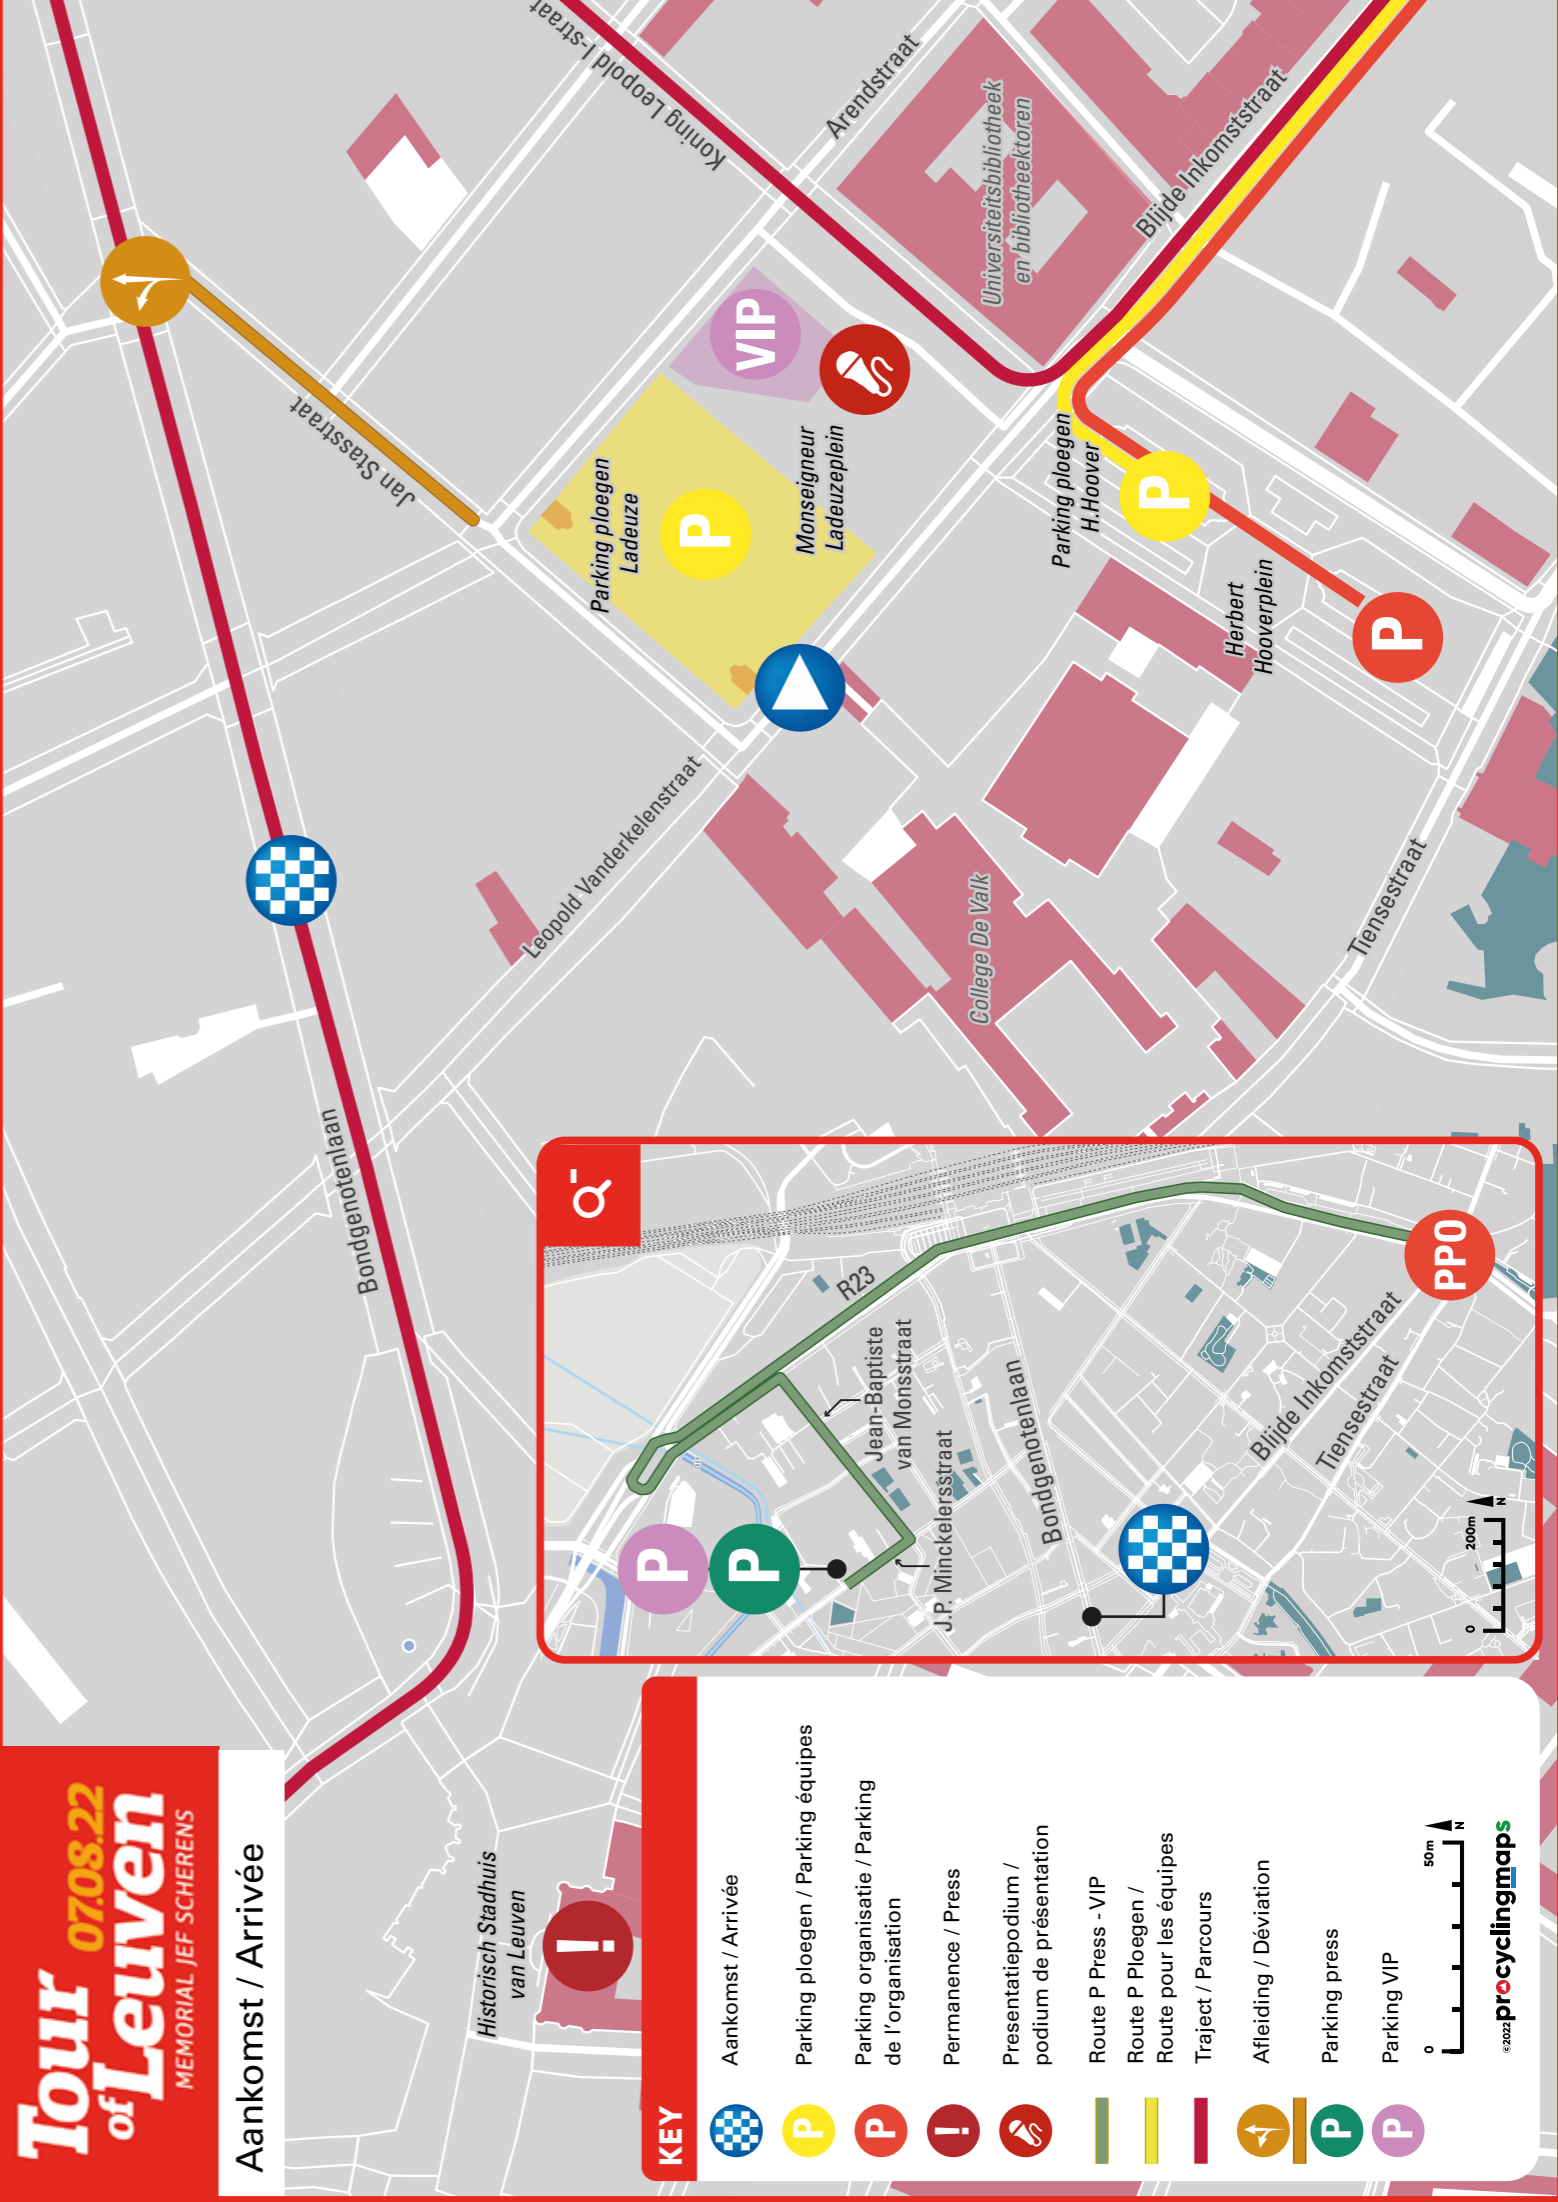 Tour
of Leuven
07.08.22
MEMORIAL JEF SCHERENS
Aankomst / Arrivée
Koning Leopold I-straat
Arendstraat
Universiteitsbibliotheek
en bibliotheektoren
Blijde Inkomststraat
VIP
Jan Stasstraat
Parking ploegen
Ladeuze
P
Monseigneur
Ladeuzeplein
Parking ploegen
H.Hoover
P
Herbert
Hooverplein
P
Leopold Vanderkelenstraat
College De Valk
Tiensestraat
Bondgenotenlaan
Historisch Stadhuis
van Leuven
!
R23
Jean-Baptiste
van Monsstraat
J.P. Minckelersstraat
Bondgenotenlaan
Blijde Inkomststraat
Tiensestraat
PPO
P
P
0 200m
N
KEY
Aankomst / Arrivée
P Parking ploegen / Parking équipes
P Parking organisatie / Parking
de l'organisation
! Permanence / Press
Presentatiepodium /
podium de présentation
Route P Press - VIP
Route P Ploegen /
Route pour les équipes
Traject / Parcours
Afleiding / Déviation
P Parking press
P Parking VIP
0 50m
N
©2022 procyclingmaps